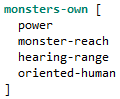 monsters-own [
power
monster-reach
hearing-range
oriented-human
]